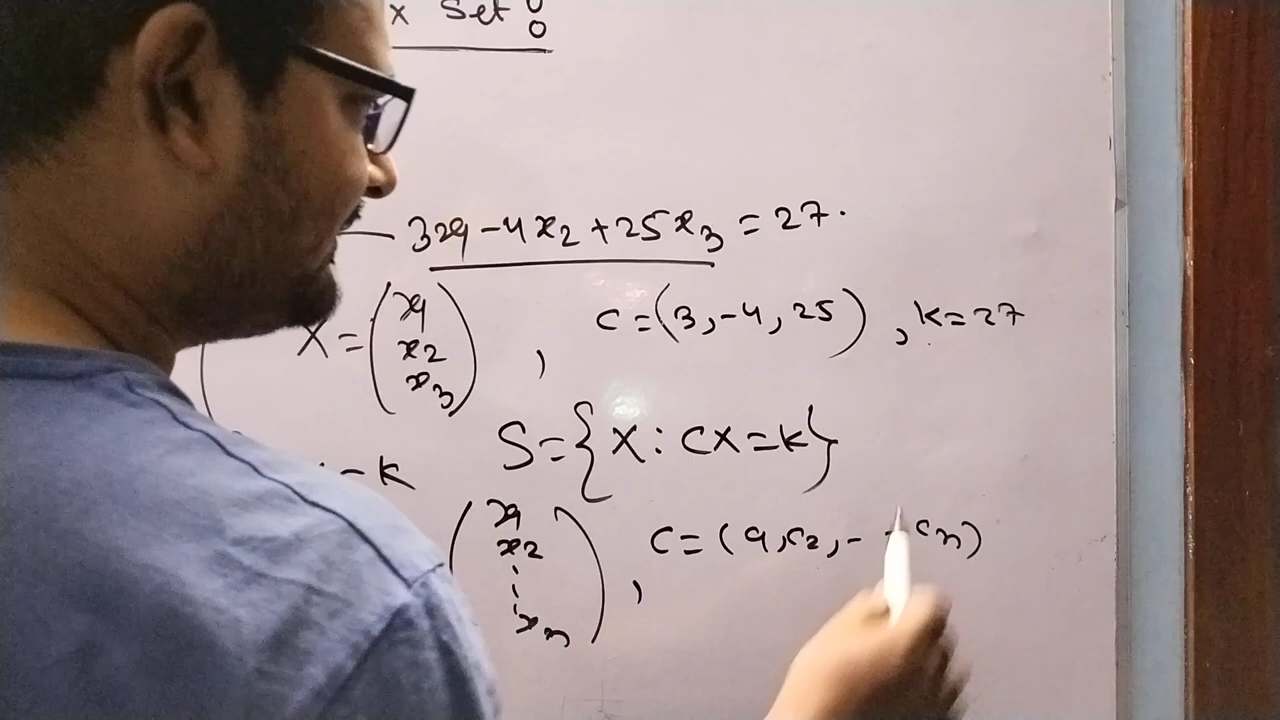 x Set :
3x1 - 4x2 + 25x3 = 27.
X = (x1 x2 x3) , C = (3, -4, 25) , k = 27
S = { X : CX = k }
= k
(x1 x2 ⋮ xn) , C = (c1, c2, - - cn)